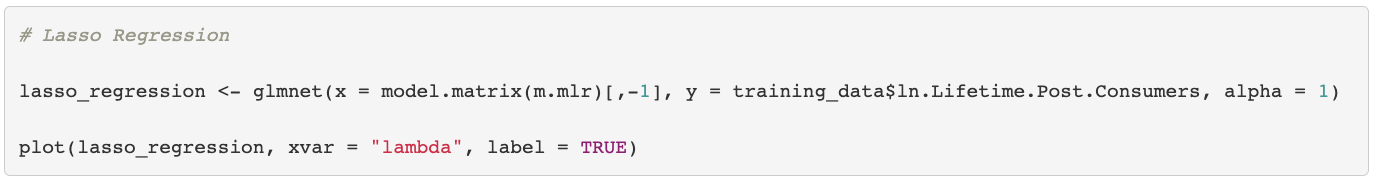 # Lasso Regression
lasso_regression <- glmnet(x = model.matrix(m.mlr)[,-1], y = training_data$ln.Lifetime.Post.Consumers, alpha = 1)
plot(lasso_regression, xvar = "lambda", label = TRUE)